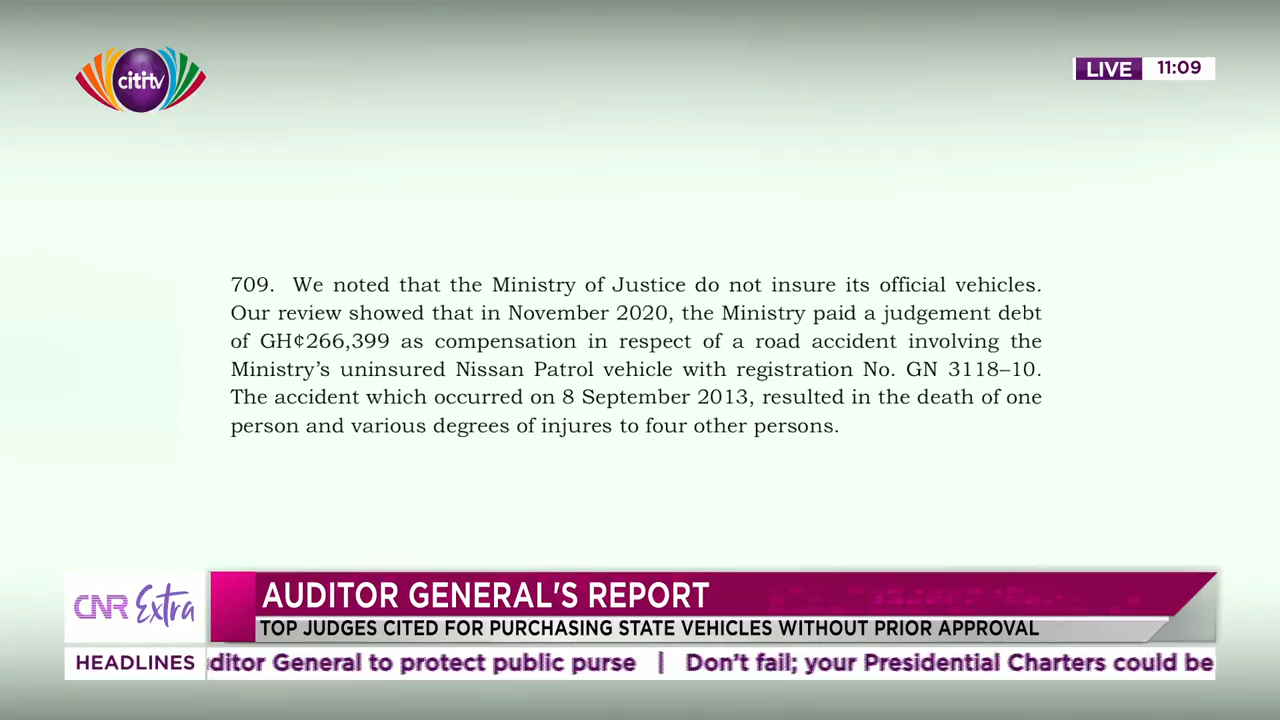 cititv
LIVE 11:09
709. We noted that the Ministry of Justice do not insure its official vehicles.
Our review showed that in November 2020, the Ministry paid a judgement debt
of GH¢266,399 as compensation in respect of a road accident involving the
Ministry's uninsured Nissan Patrol vehicle with registration No. GN 3118–10.
The accident which occurred on 8 September 2013, resulted in the death of one
person and various degrees of injures to four other persons.
CNR Extra
AUDITOR GENERAL'S REPORT
TOP JUDGES CITED FOR PURCHASING STATE VEHICLES WITHOUT PRIOR APPROVAL
HEADLINES ditor General to protect public purse | Don't fail; your Presidential Charters could be